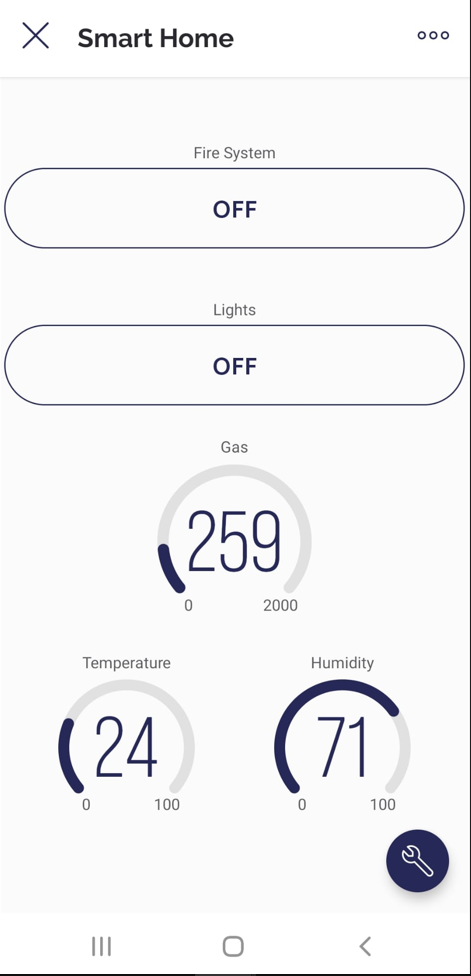 Smart Home
Fire System
OFF
Lights
OFF
Gas
259
0 2000
Temperature Humidity
24 71
0 100 0 100